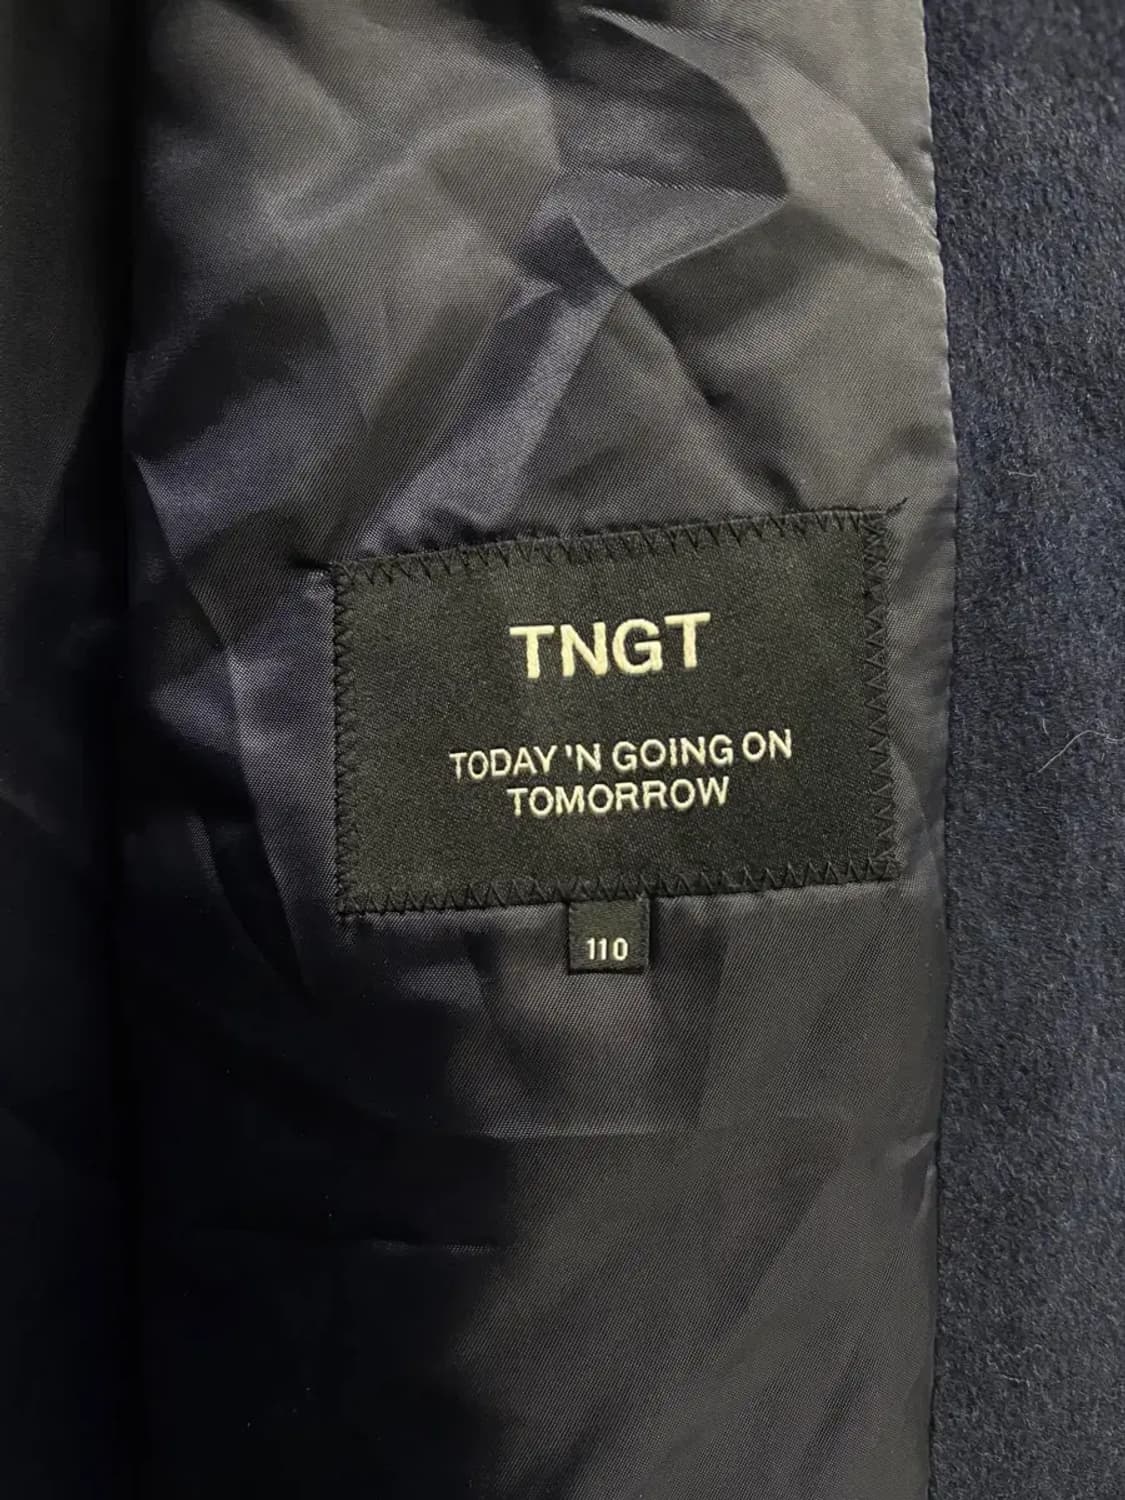 TNGT
TODAY 'N GOING ON
TOMORROW
110